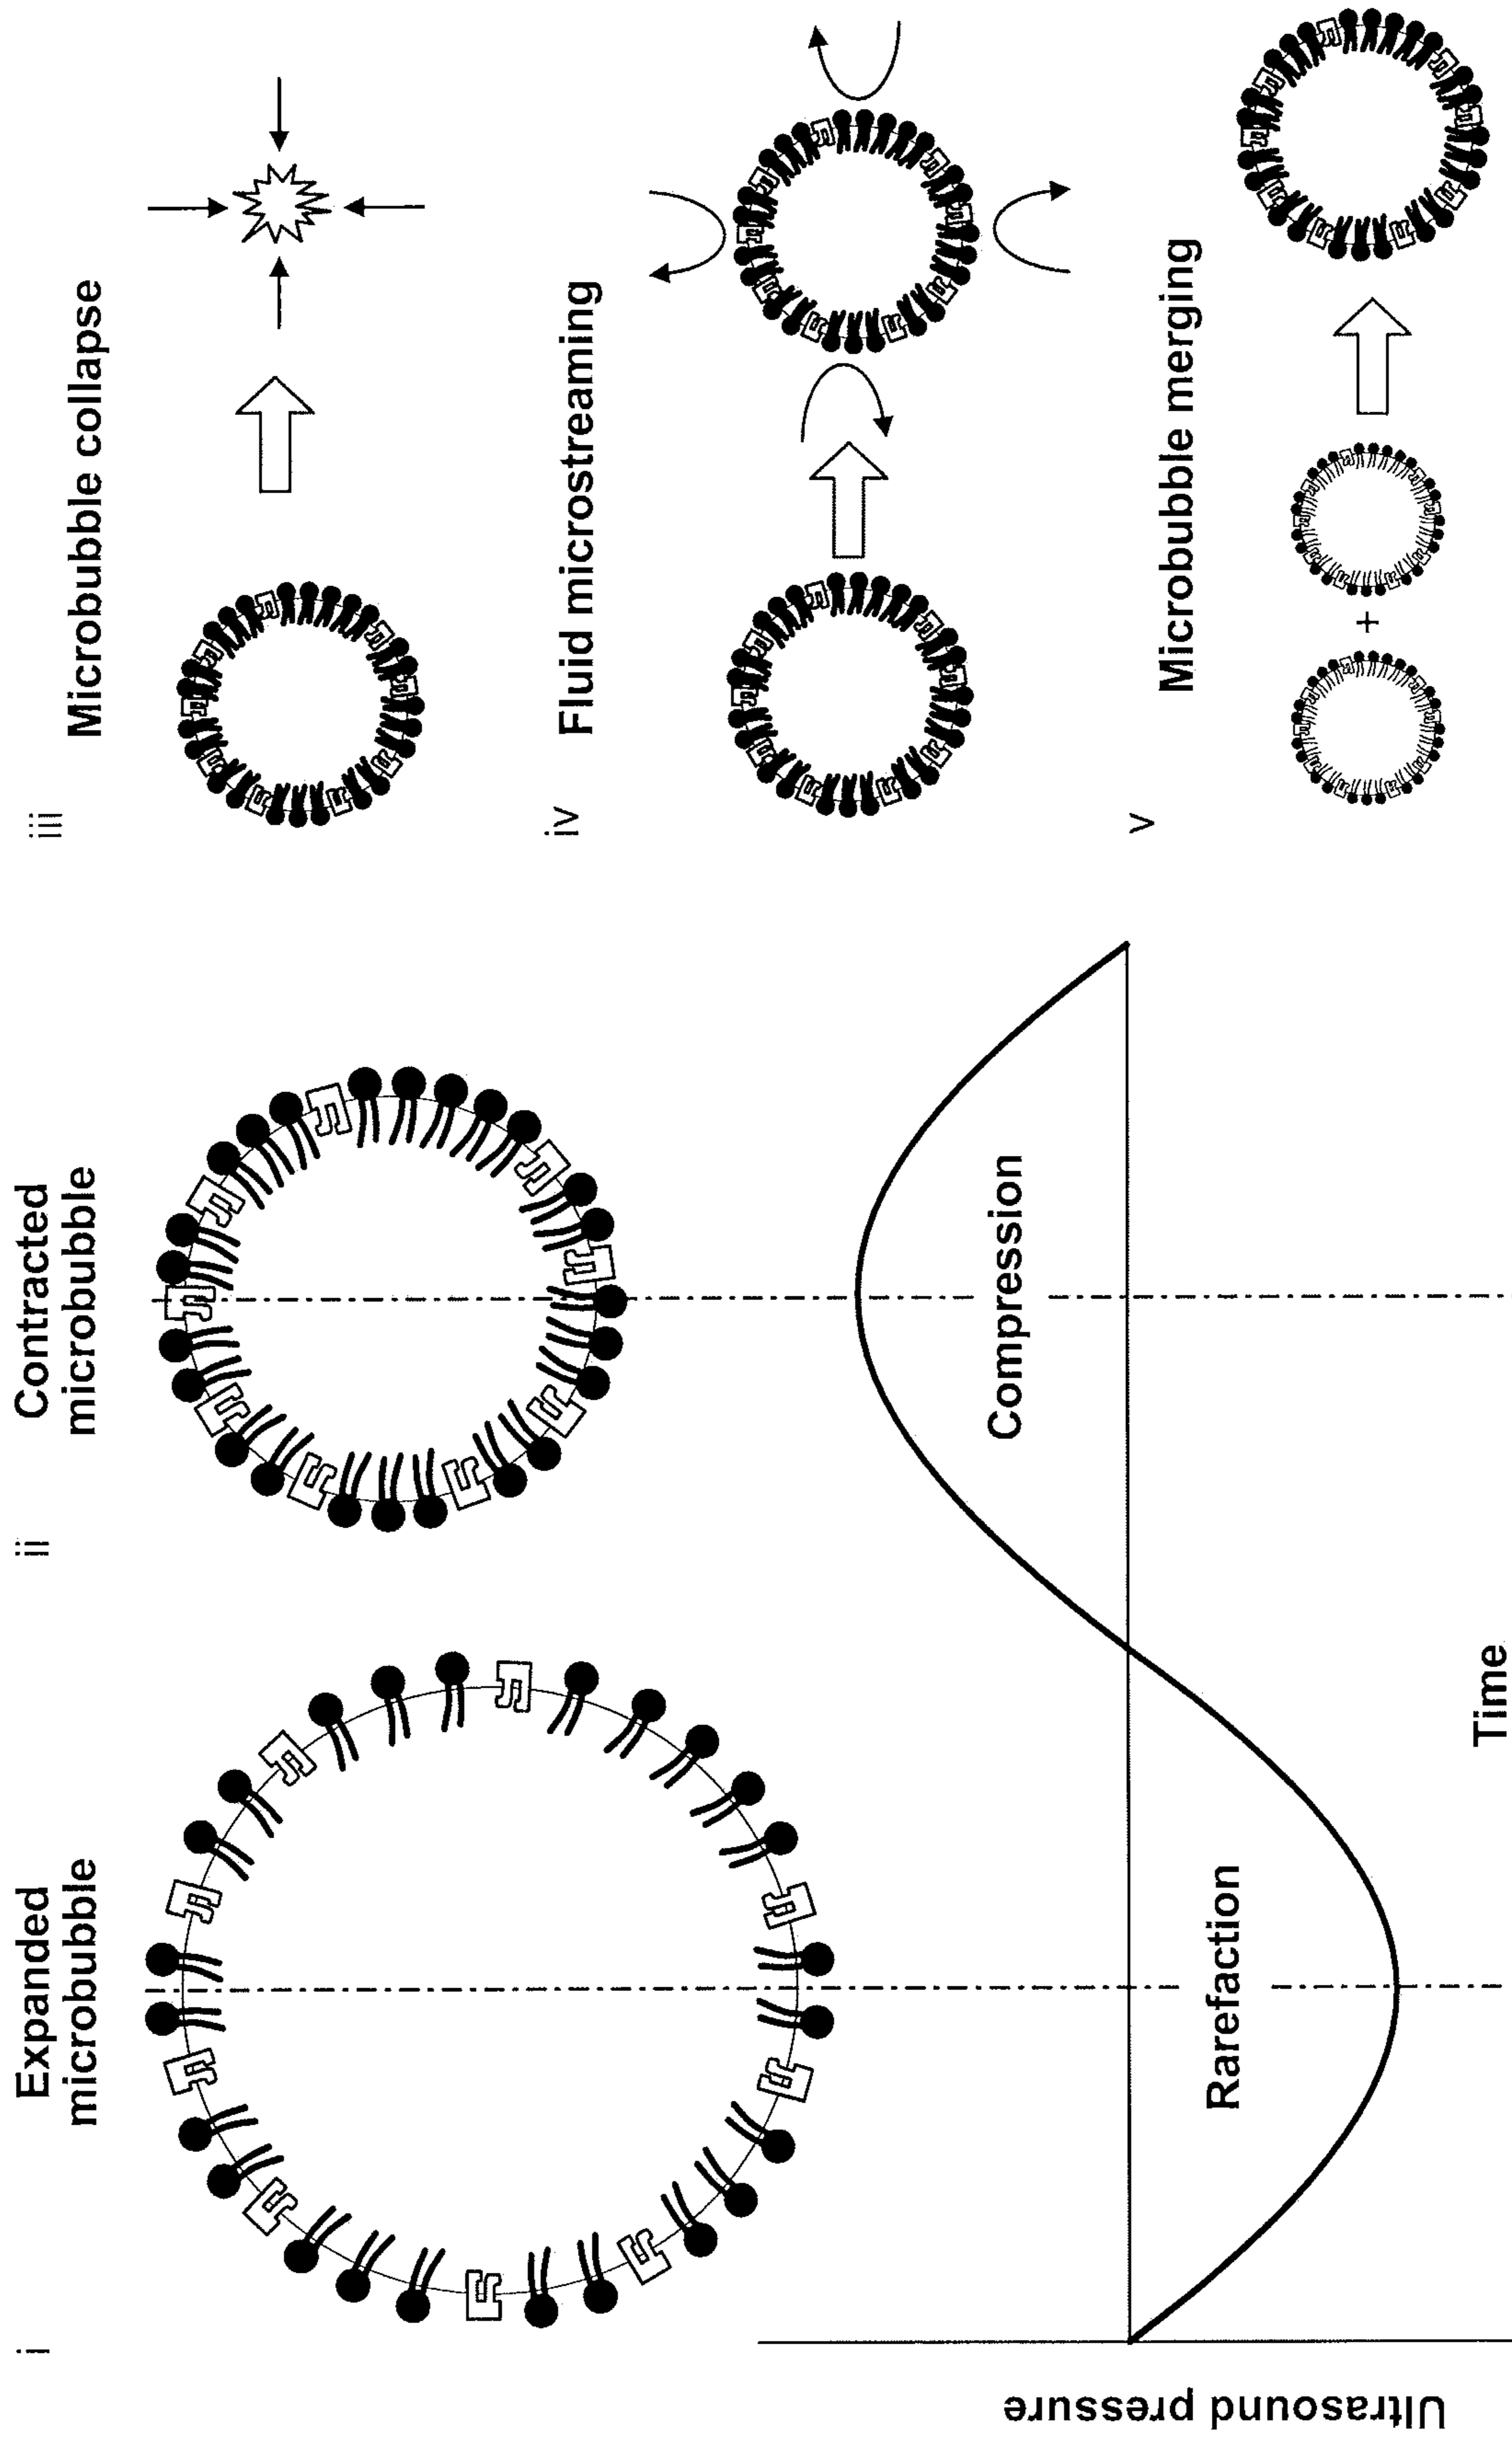 i
Expanded
microbubble
ii
Contracted
microbubble
Ultrasound pressure
Rarefaction
Compression
Time
iii
Microbubble collapse
iv
Fluid microstreaming
v
Microbubble merging
+